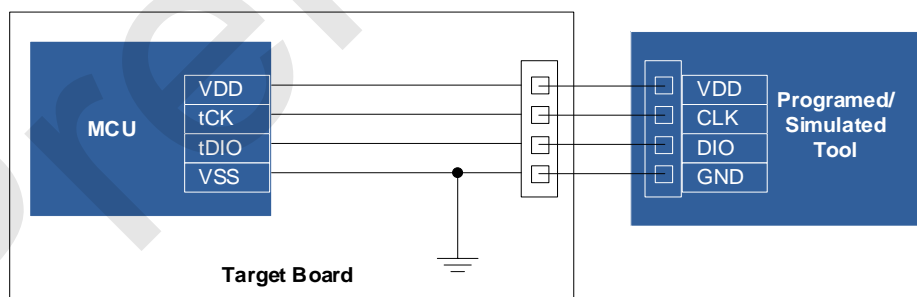 MCU
VDD
tCK
tDIO
VSS
VDD
CLK
DIO
GND
Programed/
Simulated
Tool
Target Board